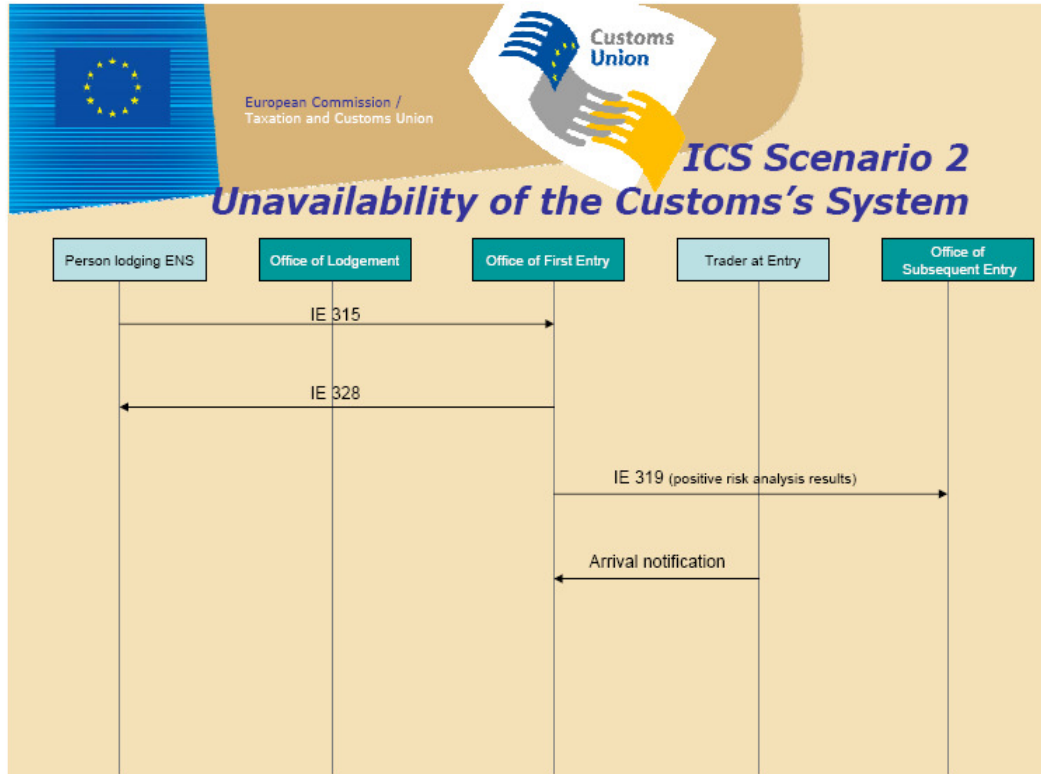 Customs
Union
European Commission /
Taxation and Customs Union
ICS Scenario 2
Unavailability of the Customs's System
Person lodging ENS
Office of Lodgement
Office of First Entry
Trader at Entry
Office of
Subsequent Entry
IE 315
IE 328
IE 319 (positive risk analysis results)
Arrival notification